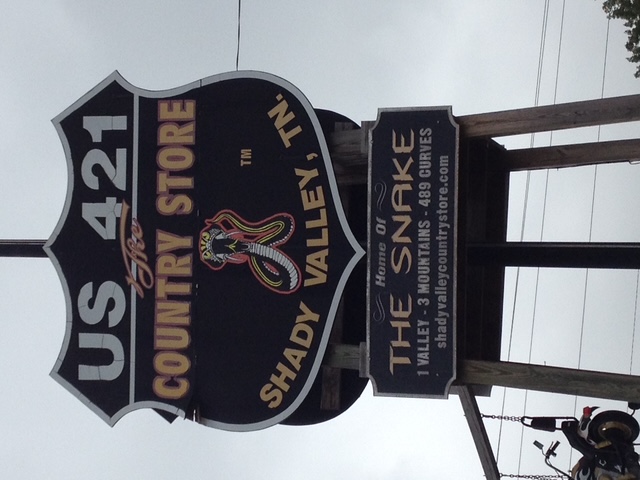 US 421
The
COUNTRY STORE
TM
SHADY VALLEY, TN.
Home Of
THE SNAKE
1 VALLEY - 3 MOUNTAINS - 489 CURVES
shadyvalleycountrystore.com